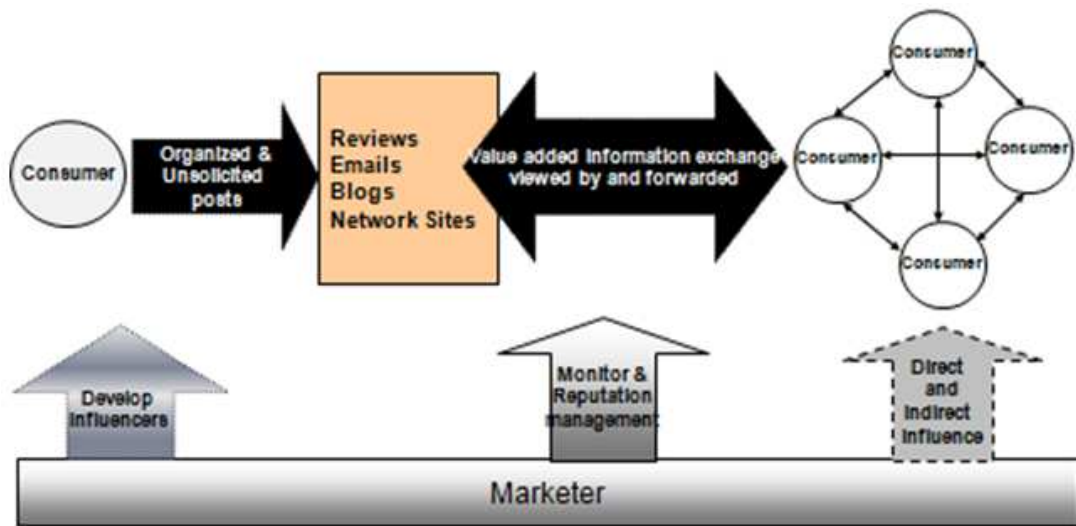 Consumer
Organized &
Unsolicited
posts
Reviews
Emails
Blogs
Network Sites
Value added information exchange
viewed by and forwarded
Consumer
Consumer
Consumer
Consumer
Develop
Influencers
Monitor &
Reputation
management
Direct
and
Indirect
Influence
Marketer